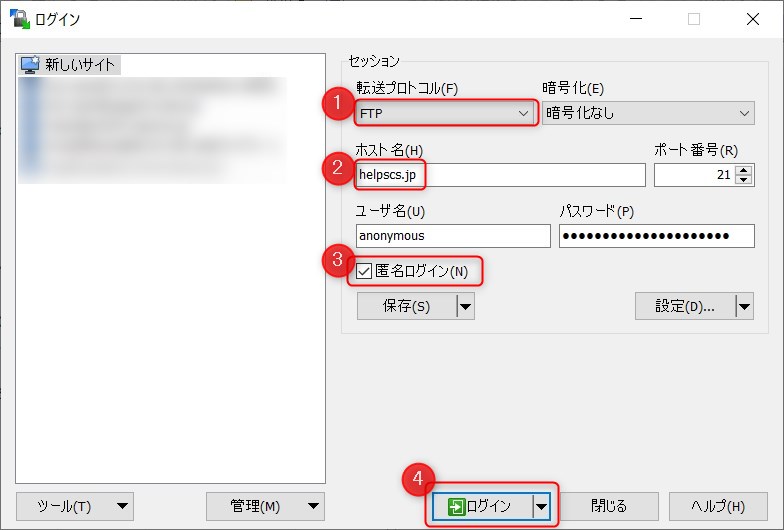 ログイン
新しいサイト
セッション
転送プロトコル(F)
暗号化(E)
1
FTP
暗号化なし
ホスト名(H)
ポート番号(R)
2
helpscs.jp
21
ユーザ名(U)
パスワード(P)
anonymous
●●●●●●●●●●●●●●●●●●●●●
3
匿名ログイン(N)
保存(S)
設定(D)...
4
ツール(T)
管理(M)
ログイン
閉じる
ヘルプ(H)